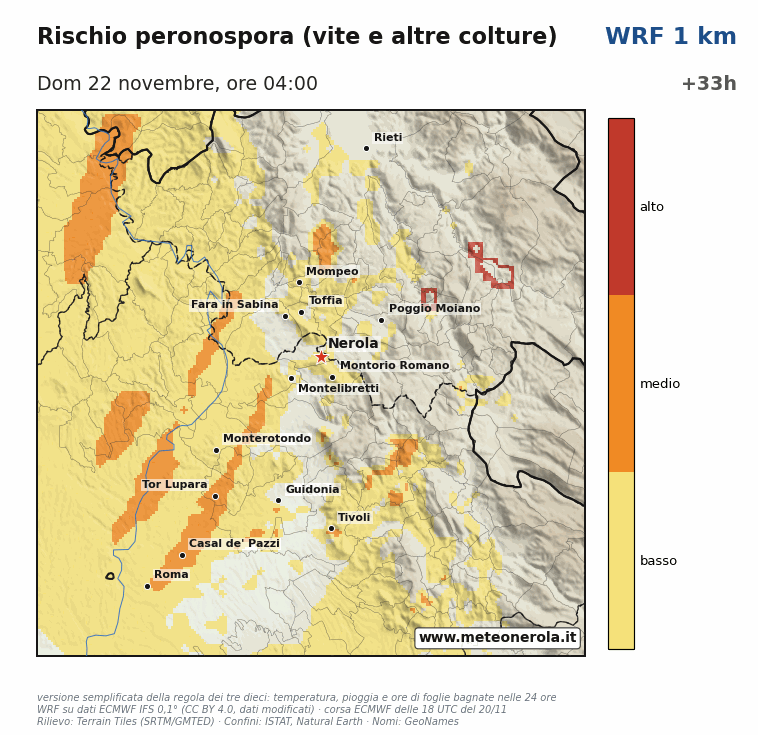 Rischio peronospora (vite e altre colture)
WRF 1 km
Dom 22 novembre, ore 04:00
+33h
Rieti
alto
Mompeo
Fara in Sabina
Toffia
Poggio Moiano
Nerola
Montorio Romano
medio
Montelibretti
Monterotondo
Tor Lupara
Guidonia
Tivoli
Casal de' Pazzi
basso
Roma
www.meteonerola.it
versione semplificata della regola dei tre dieci: temperatura, pioggia e ore di foglie bagnate nelle 24 ore
WRF su dati ECMWF IFS 0,1° (CC BY 4.0, dati modificati) · corsa ECMWF delle 18 UTC del 20/11
Rilievo: Terrain Tiles (SRTM/GMTED) · Confini: ISTAT, Natural Earth · Nomi: GeoNames